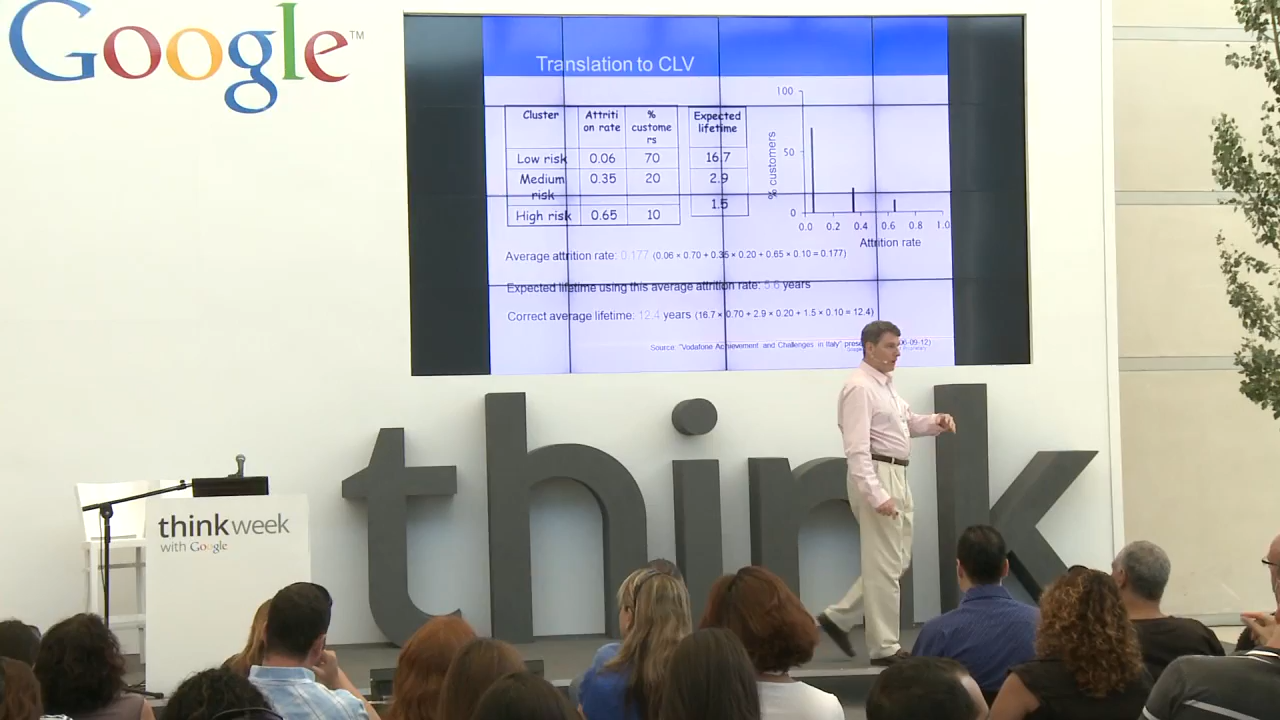 Google™
Translation to CLV
Cluster Attriti on rate % custome rs Expected lifetime
Low risk 0.06 70 16.7
Medium risk 0.35 20 2.9
High risk 0.65 10 1.5
100
50
0
% customers
0.0 0.2 0.4 0.6 0.8 1.0
Attrition rate
Average attrition rate: 0.177 (0.06 × 0.70 + 0.35 × 0.20 + 0.65 × 0.10 = 0.177)
Expected lifetime using this average attrition rate: 5.6 years
Correct average lifetime: 12.4 years (16.7 × 0.70 + 2.9 × 0.20 + 1.5 × 0.10 = 12.4)
Source: "Vodafone Achievement and Challenges in Italy" 06-09-12)
think
thinkweek
with Google